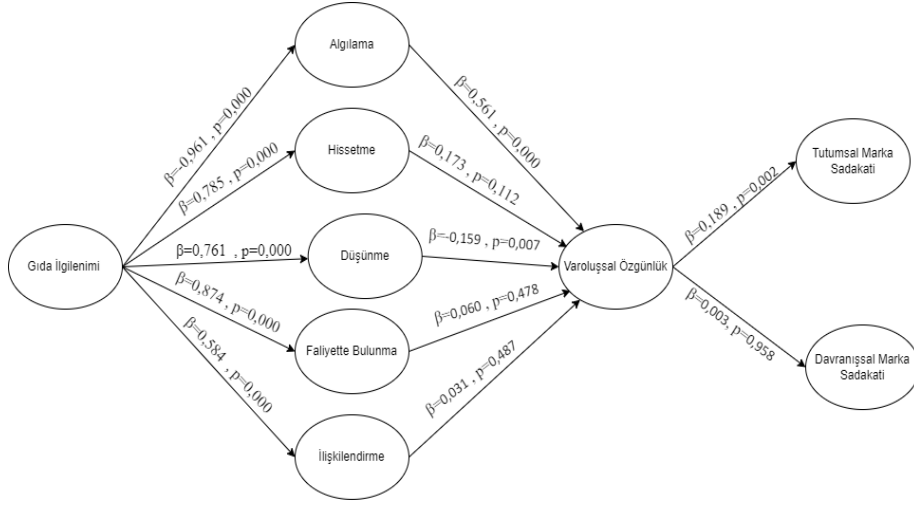 Algılama
β=0,961 , p=0,000
β=0,561 , p=0,000
Hissetme
β=0,785 , p=0,000
β=0,173 , p=0,112
Tutumsal Marka
Sadakati
β=0,189 , p=0,002
Gıda İlgilenimi
β=0,761 , p=0,000
Düşünme
β=-0,159 , p=0,007
Varoluşsal Özgünlük
β=0,874 , p=0,000
Faliyette Bulunma
β=0,060 , p=0,478
β=0,003, p=0,958
Davranışsal Marka
Sadakati
β=0,584 , p=0,000
İlişkilendirme
β=0,031 , p=0,487